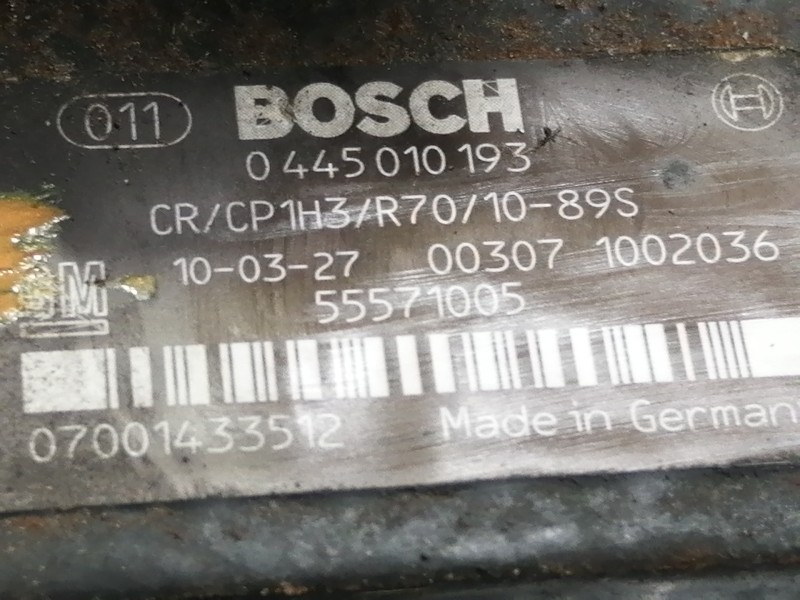 011 BOSCH
0 445 010 193
CR/CP1H3/R70/10-89S
GM 10-03-27 00307 1002036
55571005
07001433512 Made in German